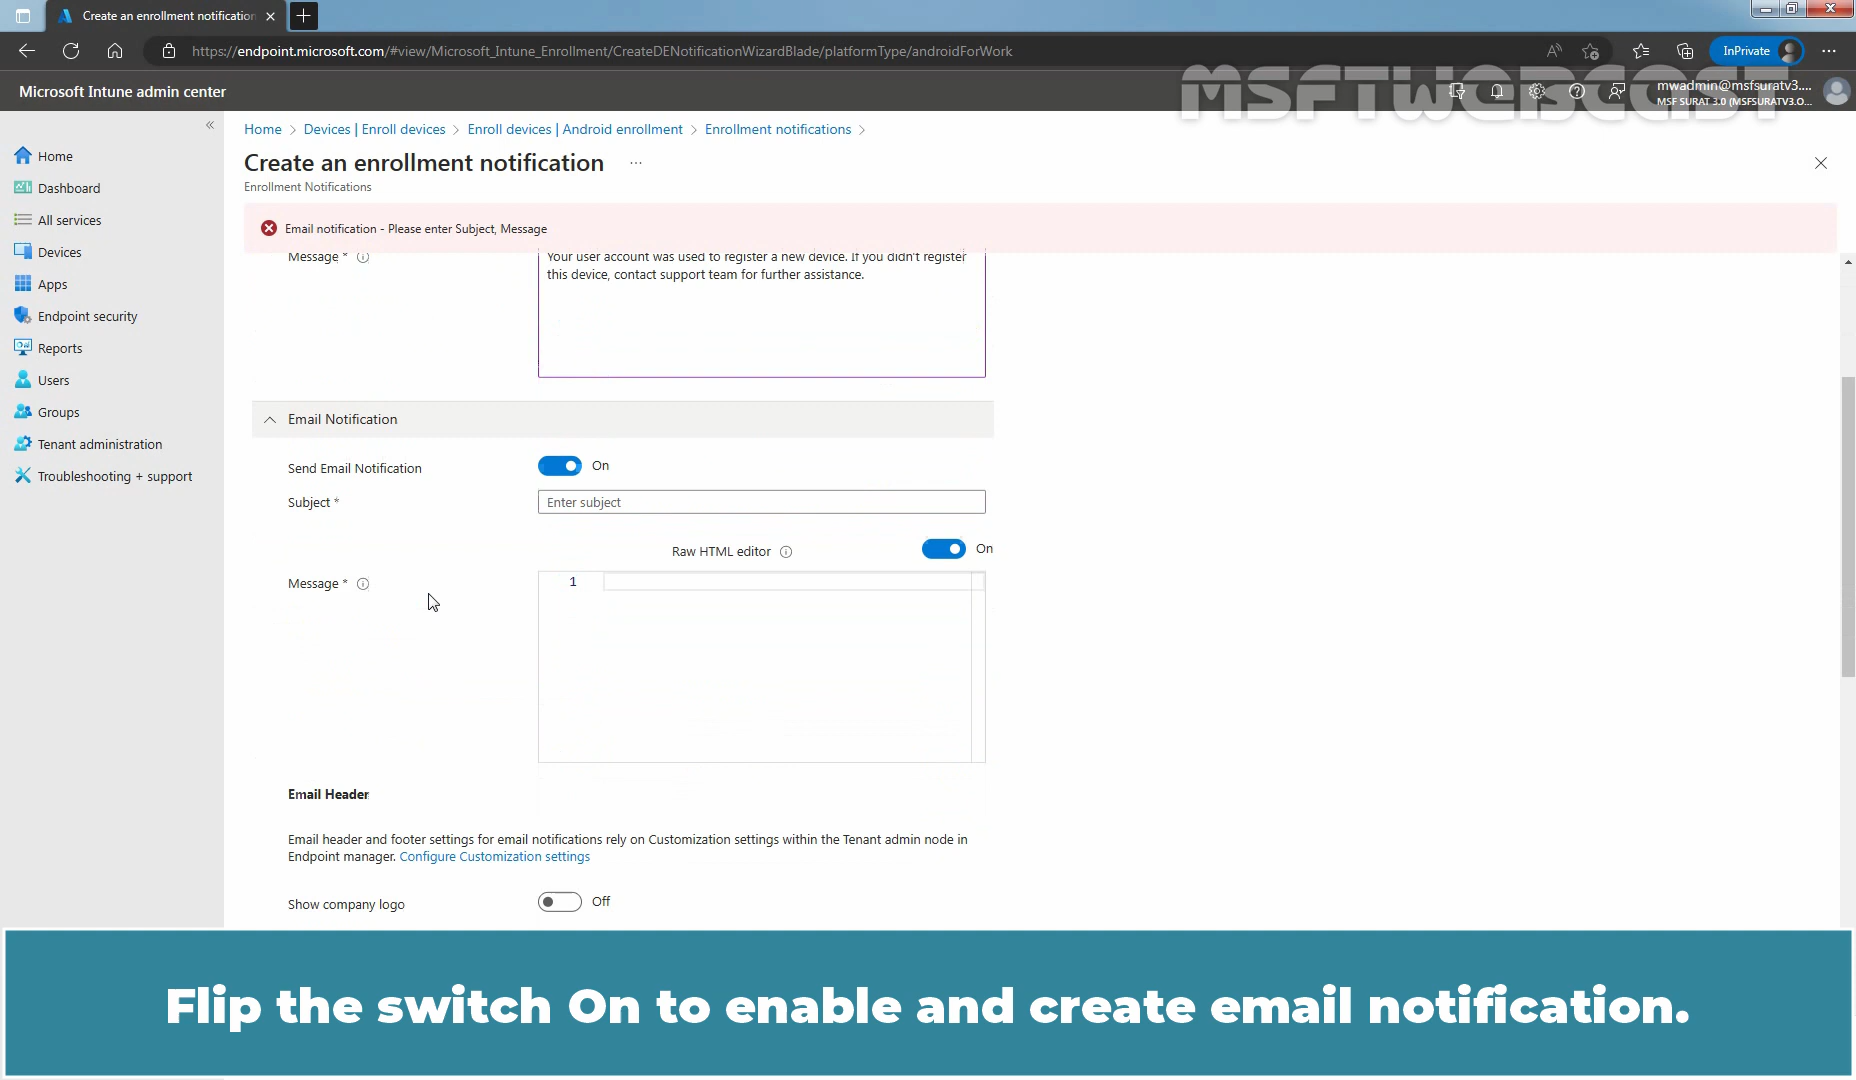 Create an enrollment notification
https://endpoint.microsoft.com/#view/Microsoft_Intune_Enrollment/CreateDENotificationWizardBlade/platformType/androidForWork
InPrivate
MSFTWEBCAST
Microsoft Intune admin center
mwadmin@msfsuratv3....
MSF SURAT 3.0 (MSFSURATV3.O...
Home > Devices | Enroll devices > Enroll devices | Android enrollment > Enrollment notifications >
Create an enrollment notification ...
Enrollment Notifications
Home
Dashboard
All services
Devices
Apps
Endpoint security
Reports
Users
Groups
Tenant administration
Troubleshooting + support
Email notification - Please enter Subject, Message
Message *
Your user account was used to register a new device. If you didn't register
this device, contact support team for further assistance.
Email Notification
Send Email Notification On
Subject * Enter subject
Raw HTML editor On
Message * 1
Email Header
Email header and footer settings for email notifications rely on Customization settings within the Tenant admin node in
Endpoint manager. Configure Customization settings
Show company logo Off
Flip the switch On to enable and create email notification.